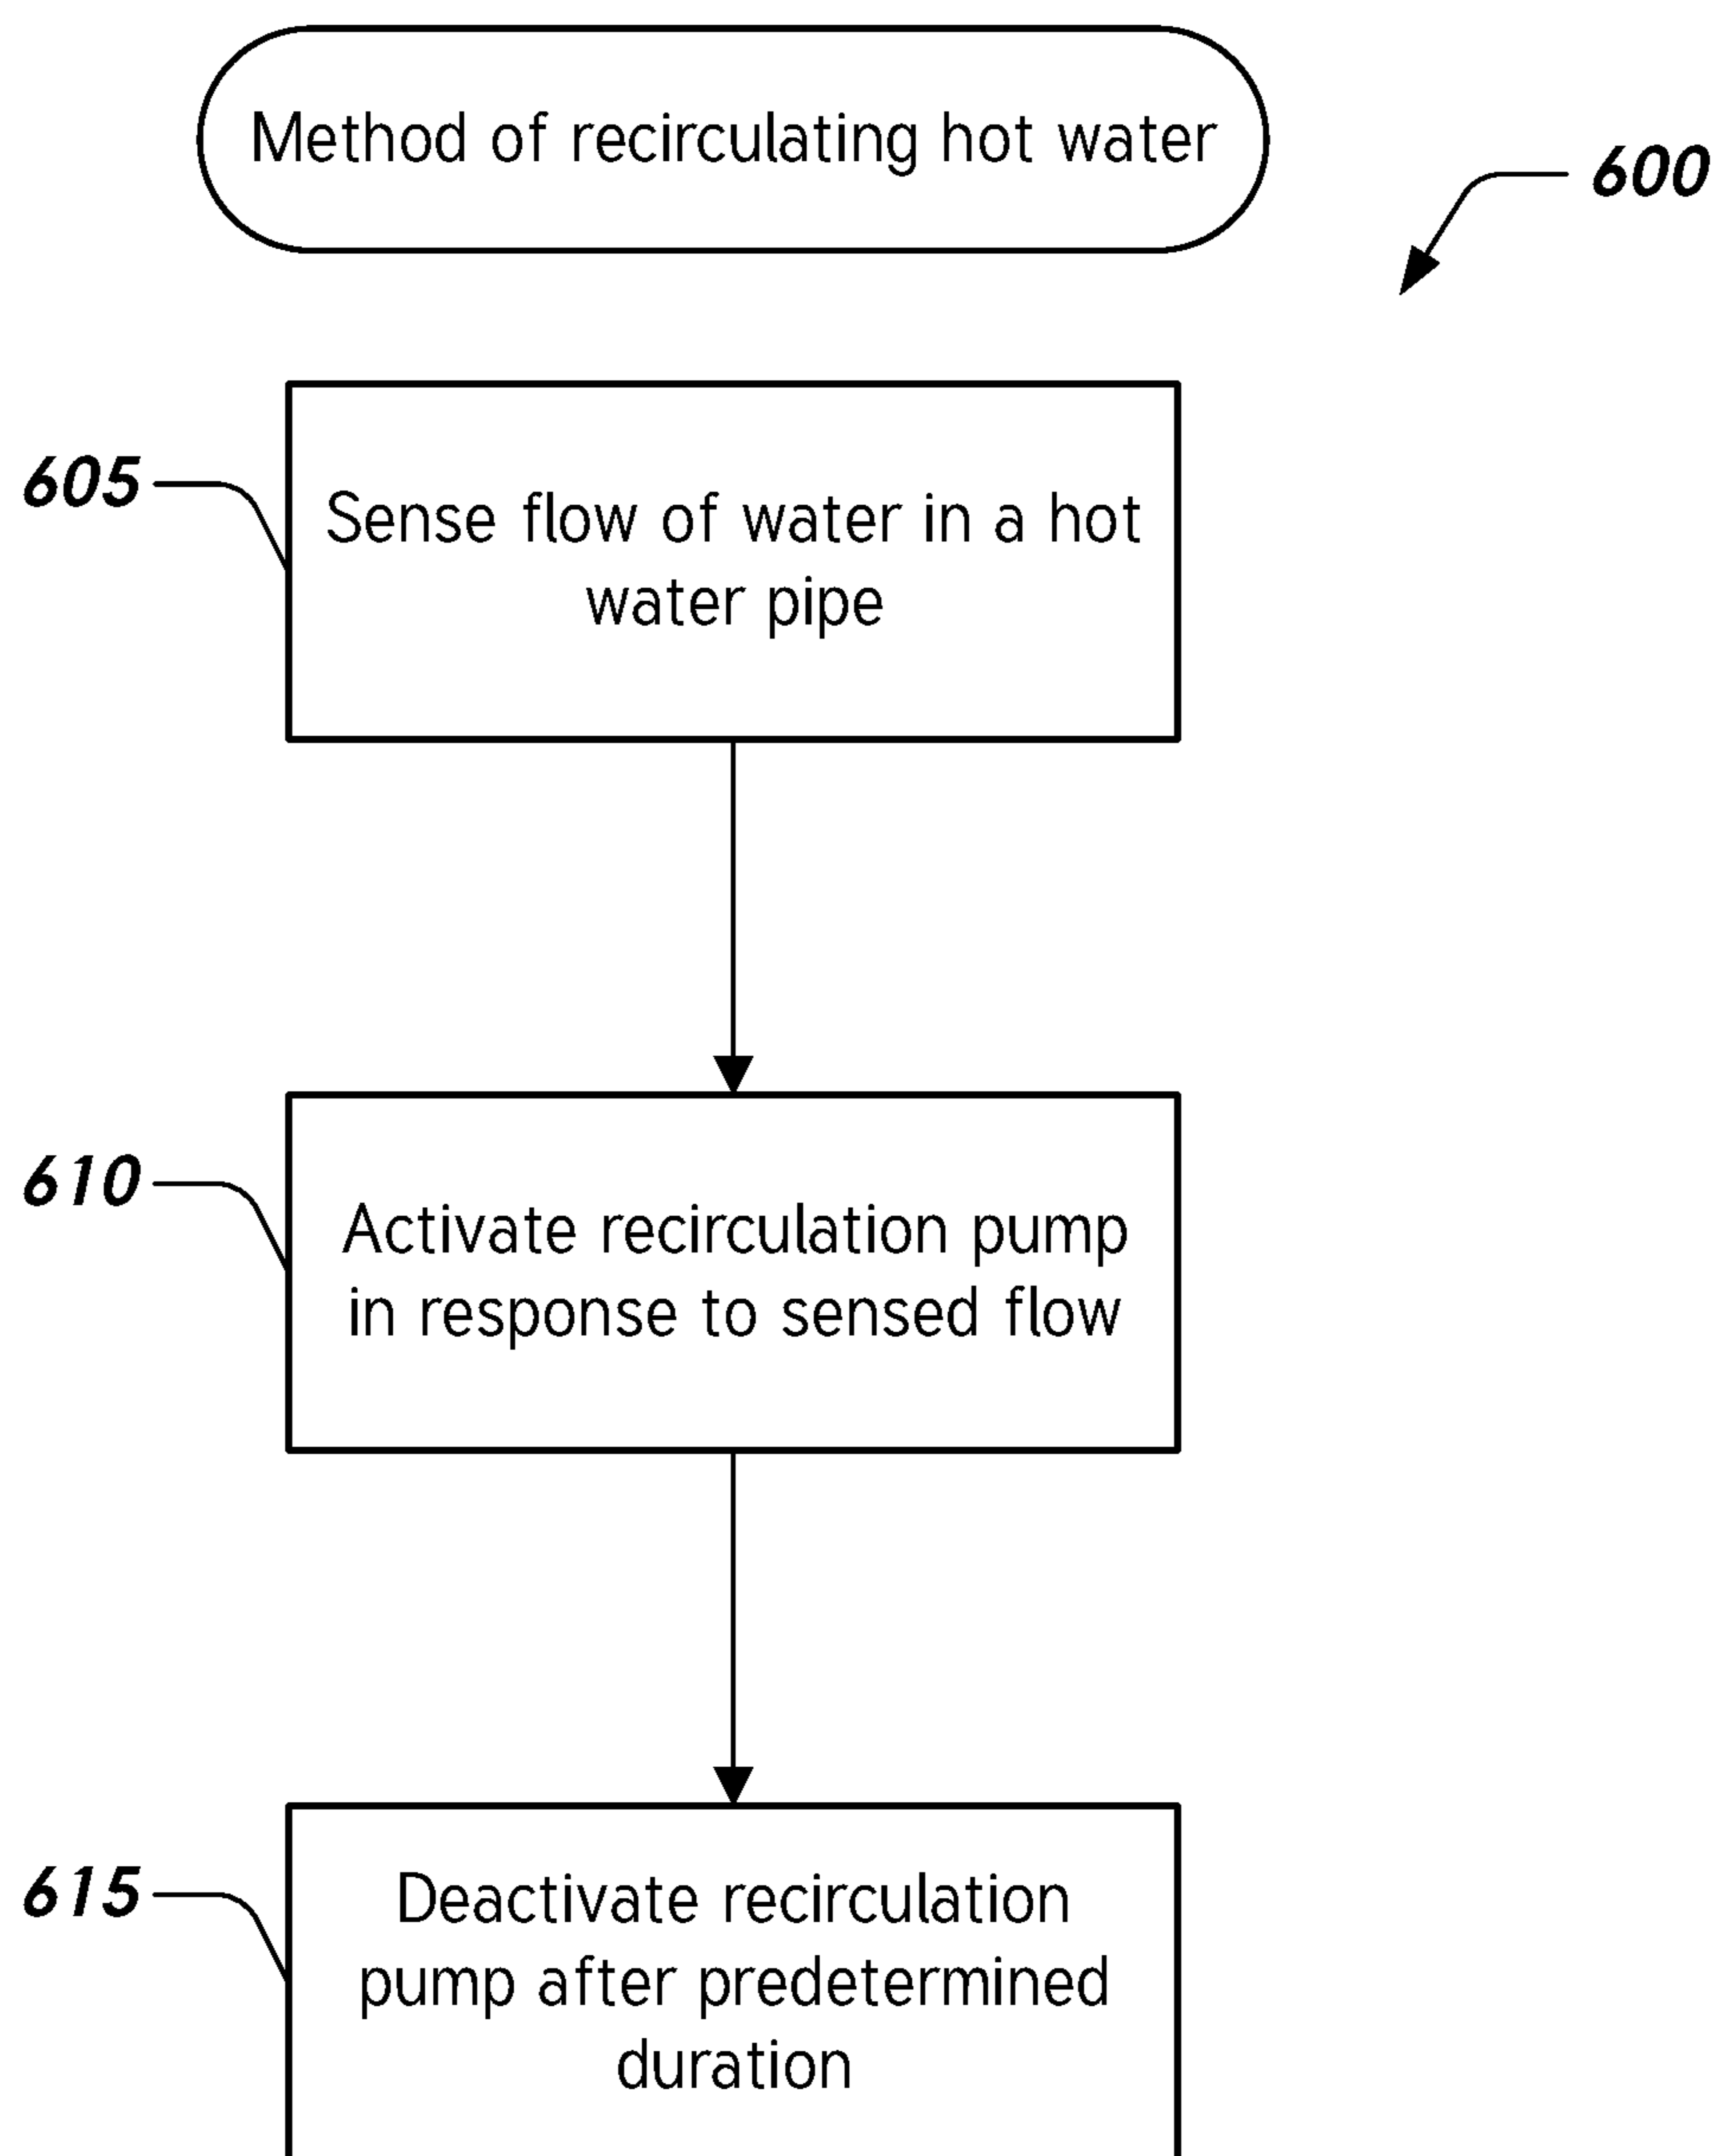 Method of recirculating hot water
600
605
Sense flow of water in a hot
water pipe
610
Activate recirculation pump
in response to sensed flow
615
Deactivate recirculation
pump after predetermined
duration